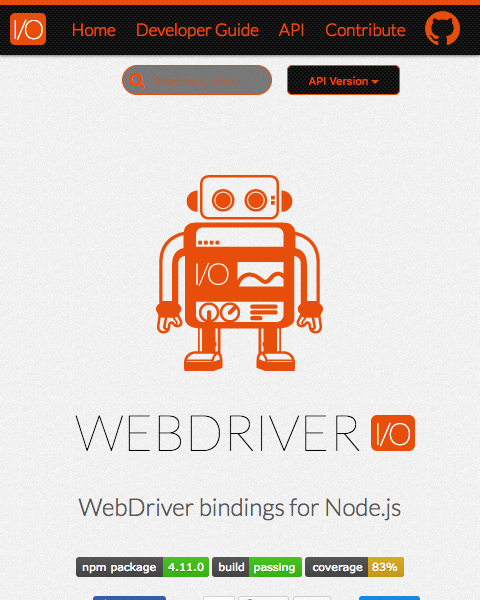 I/O Home Developer Guide API Contribute
API Version
I/O
WEBDRIVER I/O
WebDriver bindings for Node.js
npm package 4.11.0 build passing coverage 83%